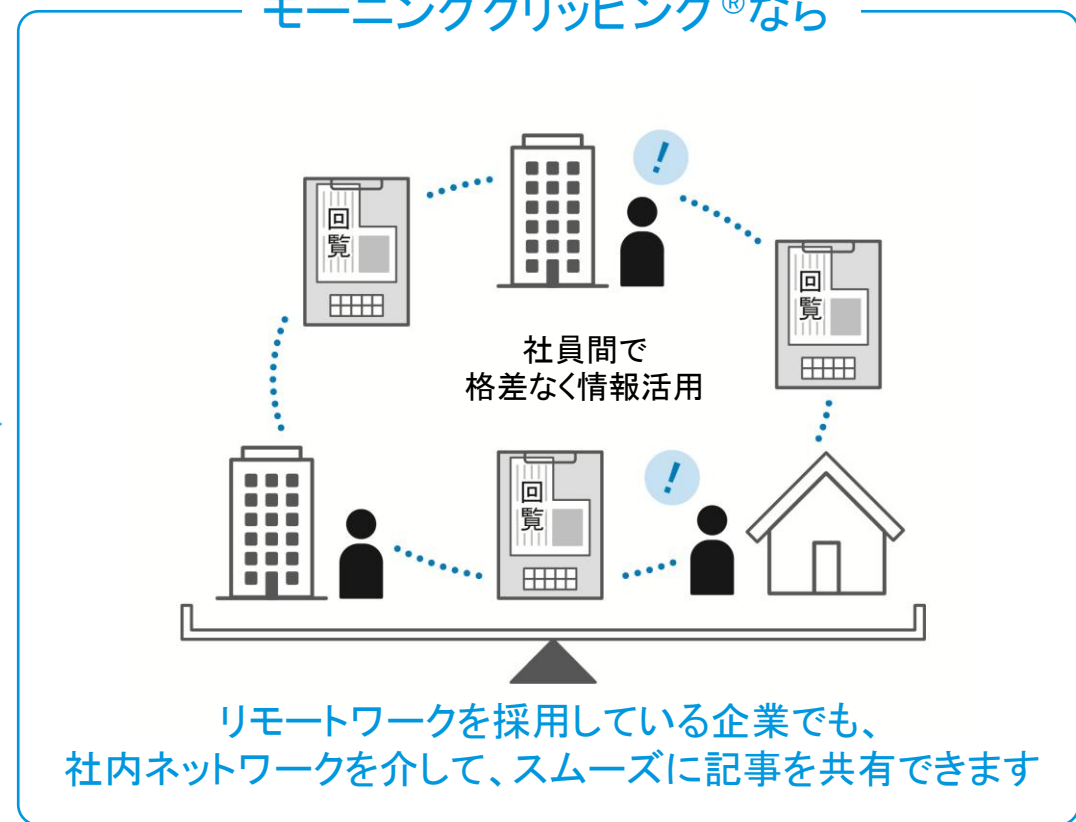 モーニングクリッピング®なら
回覧
回覧
社員間で
格差なく情報活用
回覧
リモートワークを採用している企業でも、
社内ネットワークを介して、スムーズに記事を共有できます